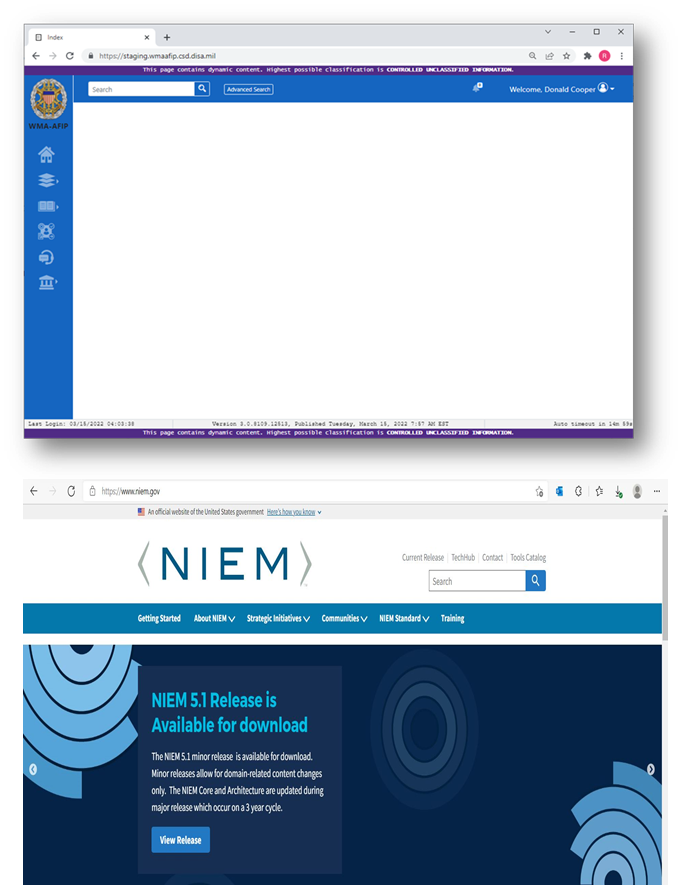 Index
https://staging.wmaafip.csd.disa.mil
R
This page contains dynamic content. Highest possible classification is CONTROLLED UNCLASSIFIED INFORMATION.
Search
Advanced Search
Welcome, Donald Cooper
WMA-AFIP
Last Login: 03/15/2022 04:03:38
Version 3.0.8109.12613, Published Tuesday, March 15, 2022 7:57 AM EST
Auto timeout in 14m 59s
This page contains dynamic content. Highest possible classification is CONTROLLED UNCLASSIFIED INFORMATION.
https://www.niem.gov
An official website of the United States government Here's how you know
NIEM
Current Release | TechHub | Contact | Tools Catalog
Search
Getting Started About NIEM Strategic Initiatives Communities NIEM Standard Training
NIEM 5.1 Release is
Available for download
The NIEM 5.1 minor release is available for download.
Minor releases allow for domain-related content changes
only. The NIEM Core and Architecture are updated during
major release which occur on a 3 year cycle.
View Release